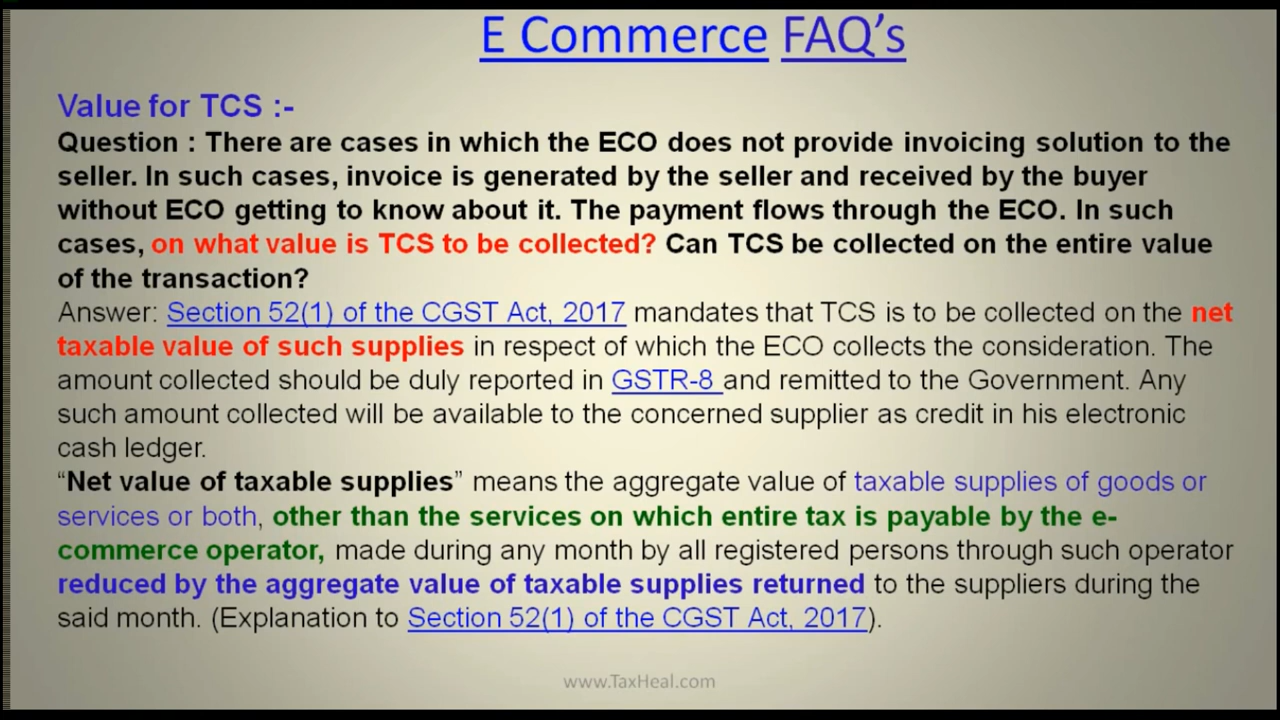 E Commerce FAQ’s
Value for TCS :-
Question : There are cases in which the ECO does not provide invoicing solution to the
seller. In such cases, invoice is generated by the seller and received by the buyer
without ECO getting to know about it. The payment flows through the ECO. In such
cases, on what value is TCS to be collected? Can TCS be collected on the entire value
of the transaction?
Answer: Section 52(1) of the CGST Act, 2017 mandates that TCS is to be collected on the net
taxable value of such supplies in respect of which the ECO collects the consideration. The
amount collected should be duly reported in GSTR-8 and remitted to the Government. Any
such amount collected will be available to the concerned supplier as credit in his electronic
cash ledger.
“Net value of taxable supplies” means the aggregate value of taxable supplies of goods or
services or both, other than the services on which entire tax is payable by the e-
commerce operator, made during any month by all registered persons through such operator
reduced by the aggregate value of taxable supplies returned to the suppliers during the
said month. (Explanation to Section 52(1) of the CGST Act, 2017).
www.TaxHeal.com